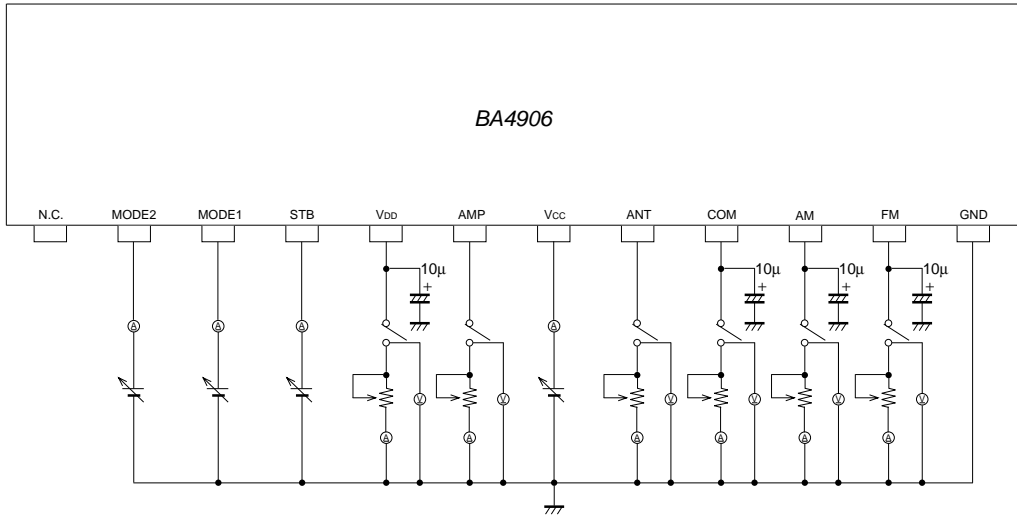 BA4906
N.C. MODE2 MODE1 STB VDD AMP VCC ANT COM AM FM GND
10μ 10μ 10μ 10μ
+ + + +
A A A A
V V V V V V
A A A A A A